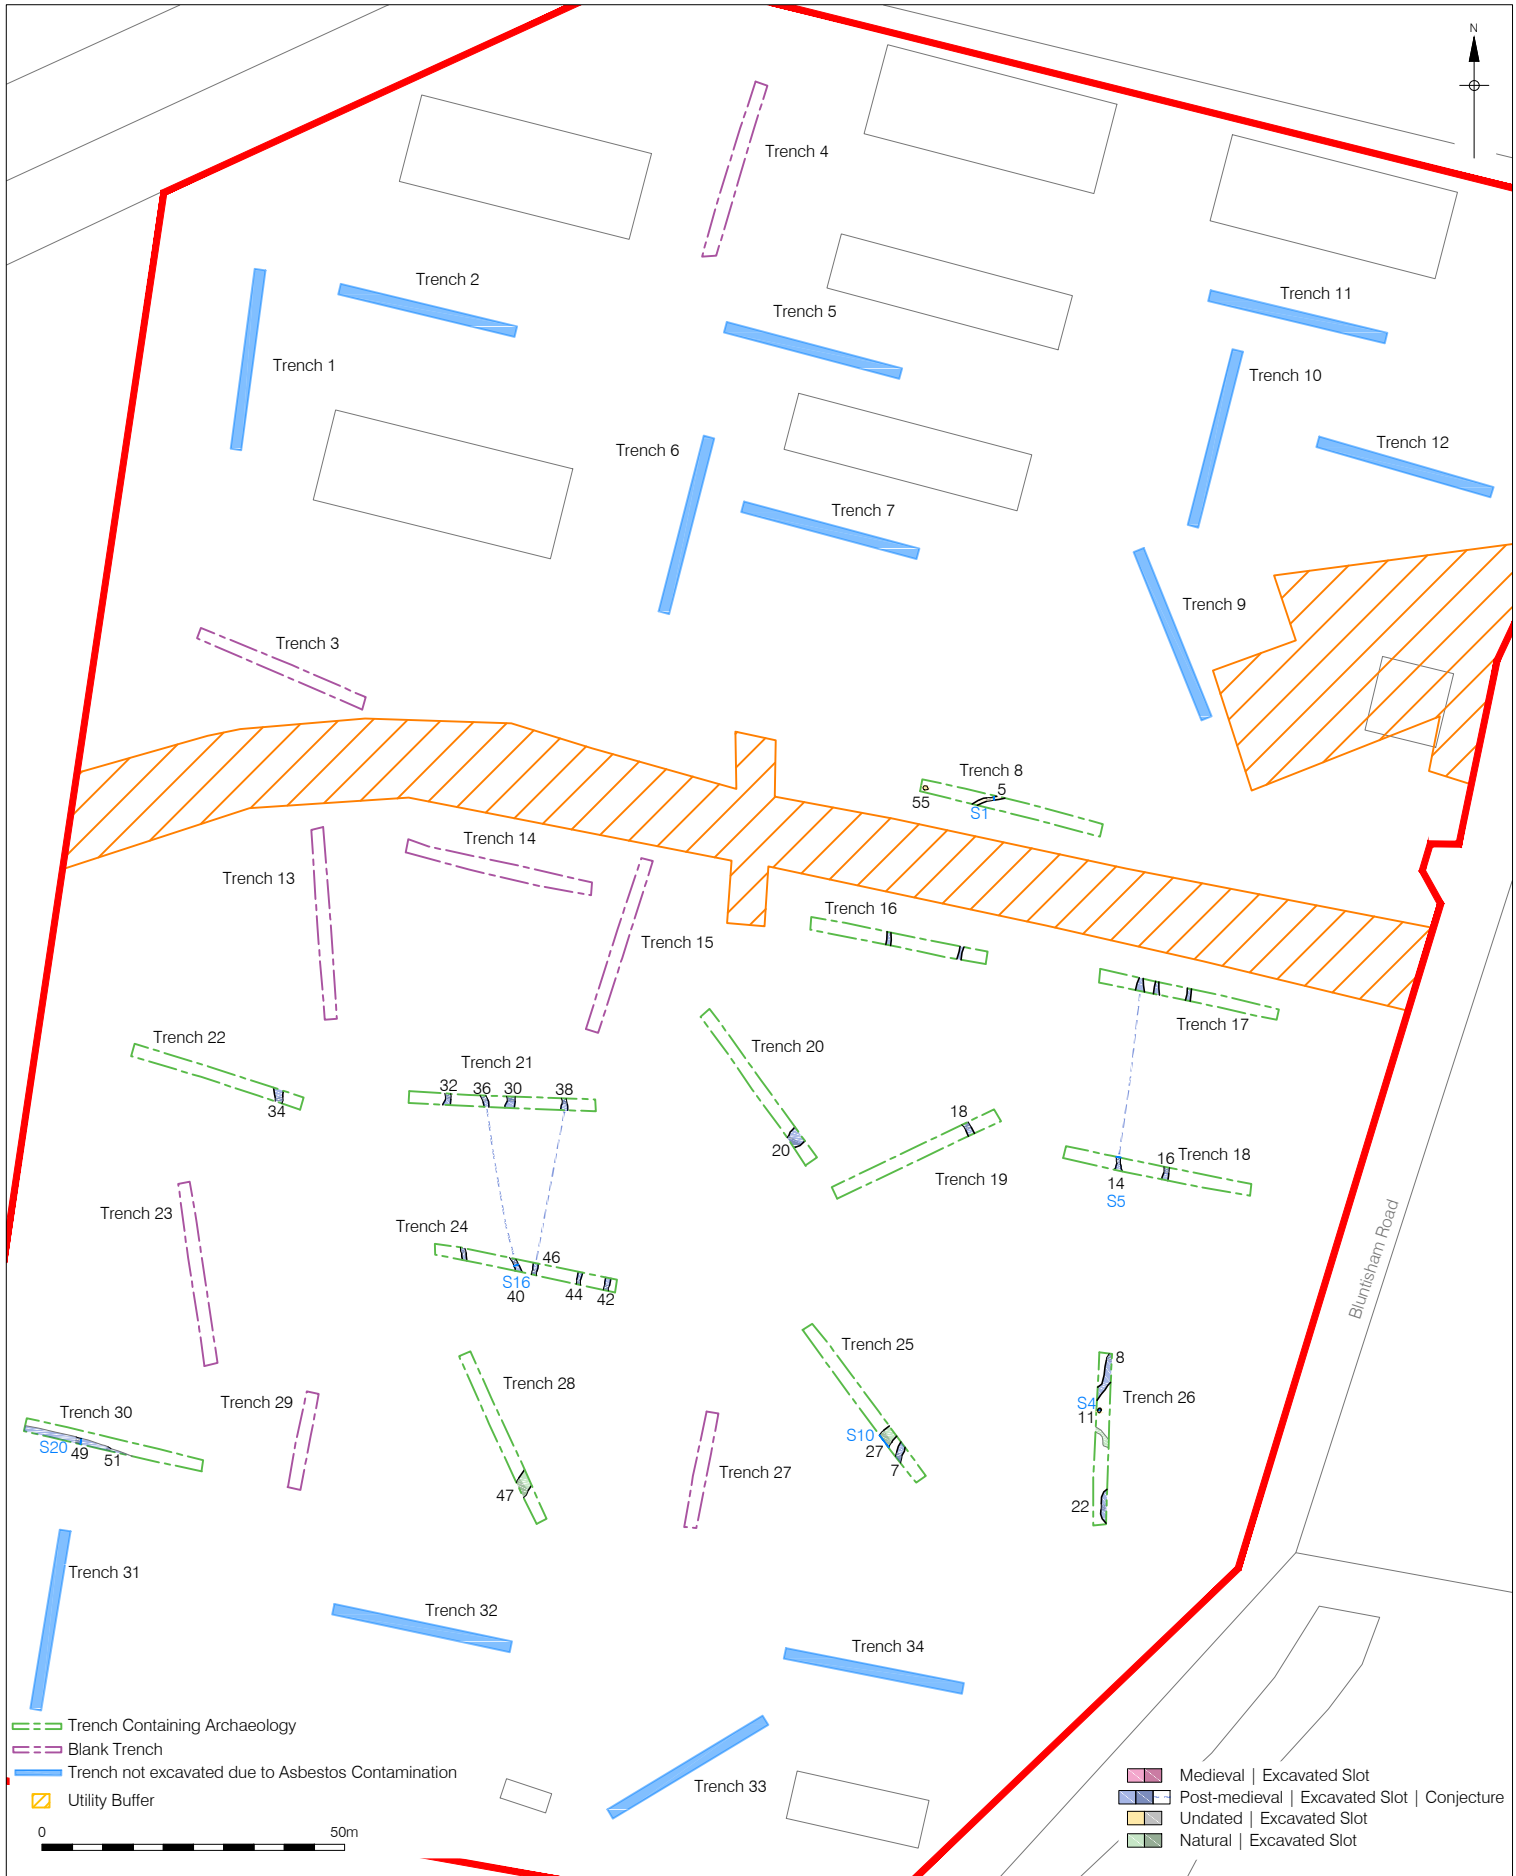 N
Trench 4
Trench 2
Trench 11
Trench 5
Trench 1
Trench 10
Trench 6
Trench 12
Trench 7
Trench 9
Trench 3
Trench 8
5
55
S1
Trench 14
Trench 13
Trench 16
Trench 15
Trench 17
Trench 22
34
Trench 21
32
36
30
38
Trench 20
20
18
Trench 19
16
Trench 18
14
S5
Trench 23
Trench 24
46
S16
40
44
42
Bluntisham Road
Trench 25
S10
27
7
8
S4
Trench 26
11
22
Trench 28
47
Trench 29
Trench 30
S20
49
51
Trench 27
Trench 31
Trench 32
Trench 34
Trench 33
Trench Containing Archaeology
Blank Trench
Trench not excavated due to Asbestos Contamination
Utility Buffer
0 50m
Medieval | Excavated Slot
Post-medieval | Excavated Slot | Conjecture
Undated | Excavated Slot
Natural | Excavated Slot